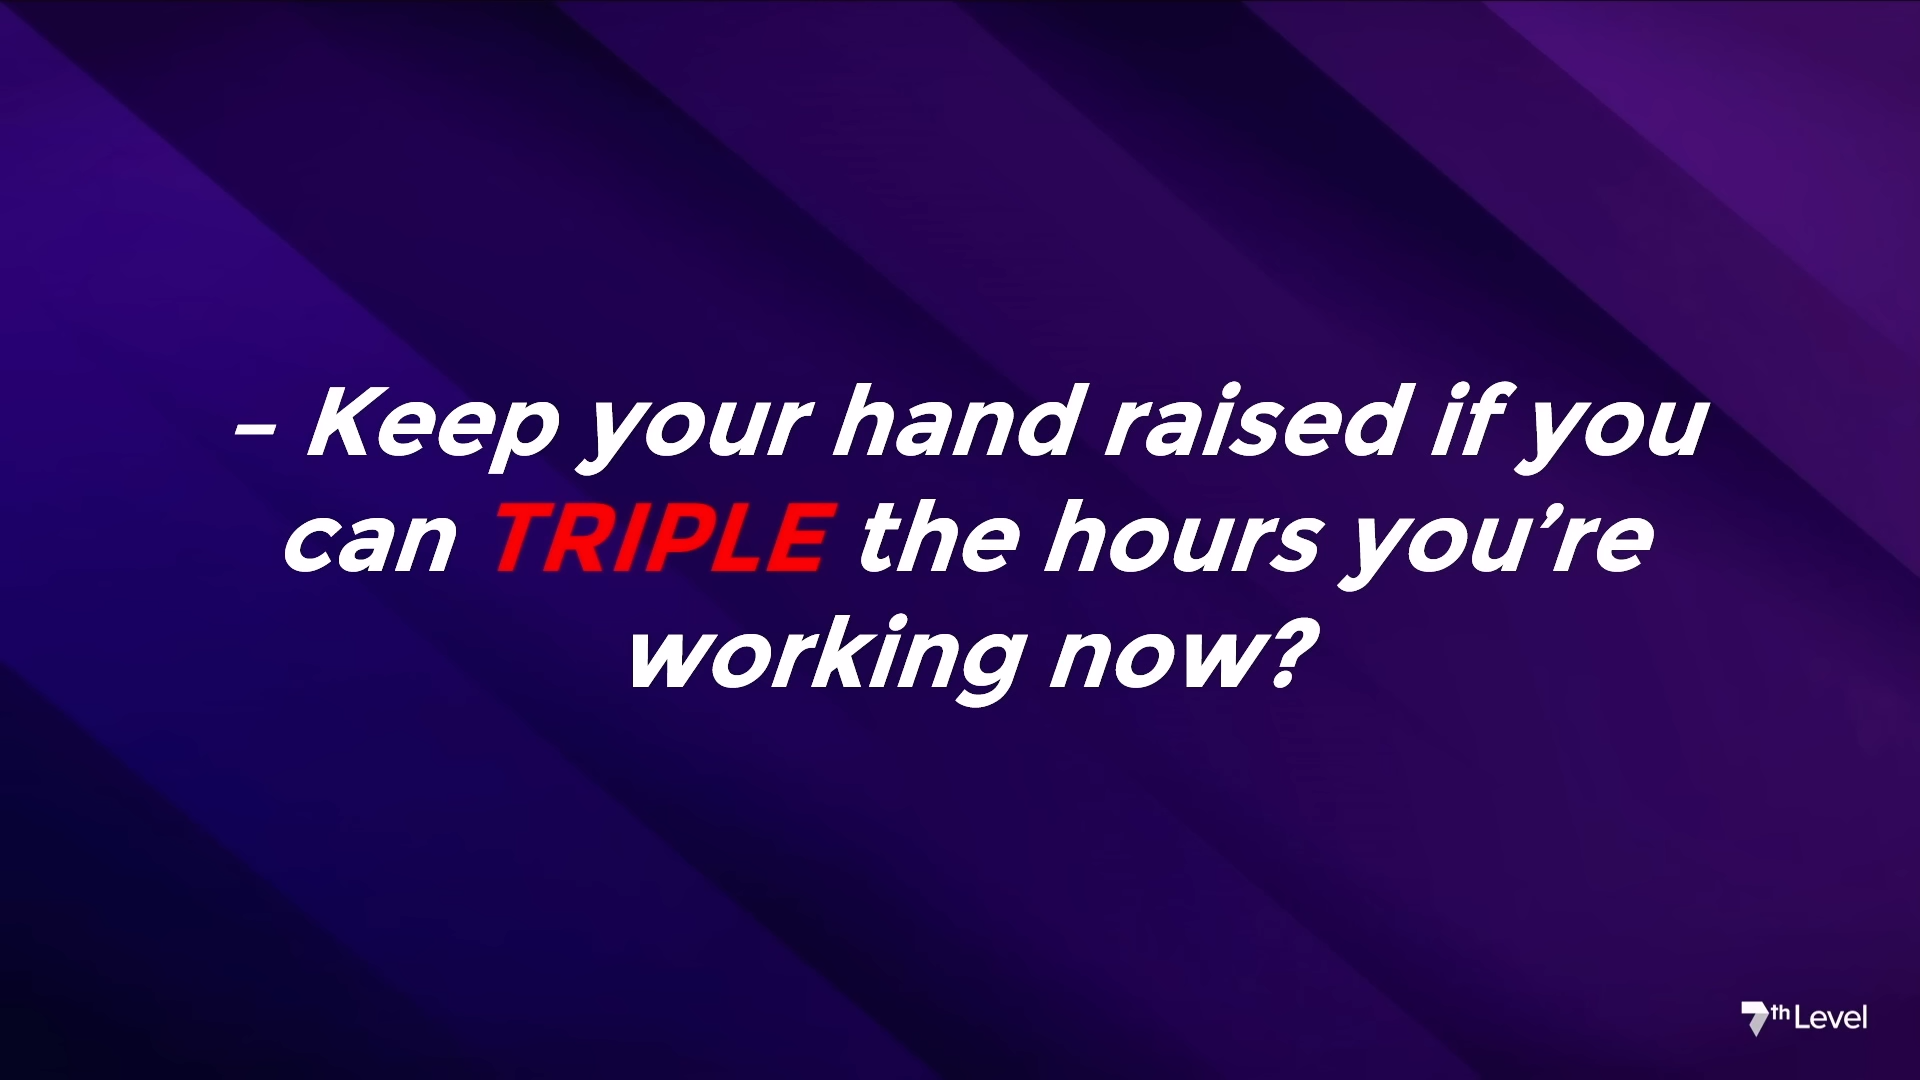 – Keep your hand raised if you
can TRIPLE the hours you’re
working now?
7th Level